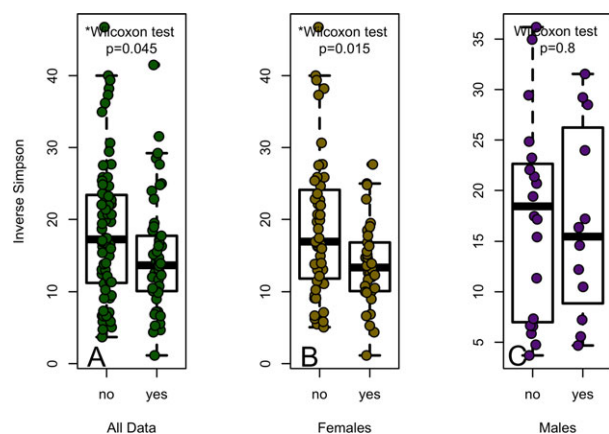 *Wilcoxon test
p=0.045
Inverse Simpson
40
30
20
10
0
A
no yes
All Data
*Wilcoxon test
p=0.015
40
30
20
10
0
B
no yes
Females
Wilcoxon test
p=0.8
35
30
25
20
15
10
5
C
no yes
Males